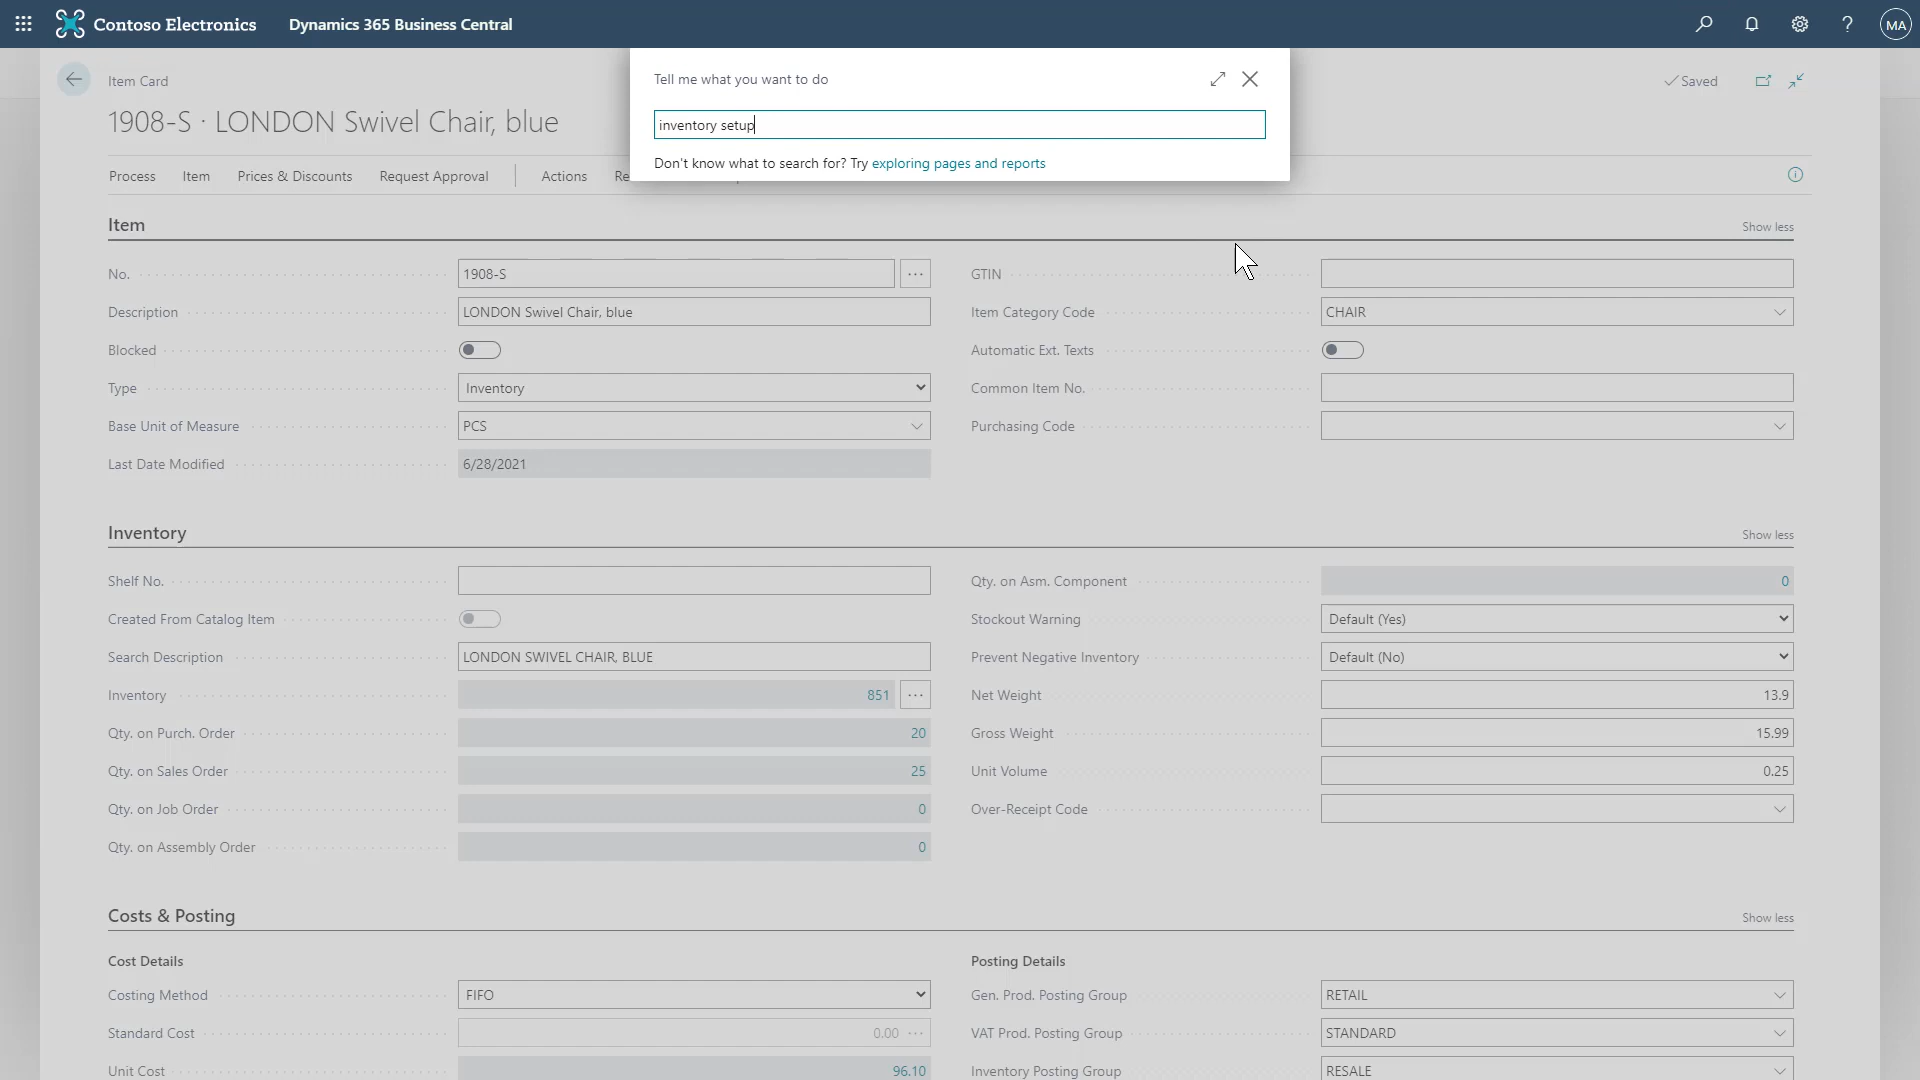 Contoso Electronics
Dynamics 365 Business Central
MA
Item Card
Saved
1908-S · LONDON Swivel Chair, blue
Tell me what you want to do
inventory setup
Don't know what to search for? Try exploring pages and reports
Process
Item
Prices & Discounts
Request Approval
Actions
Item
Show less
No.
1908-S
Description
LONDON Swivel Chair, blue
Blocked
Type
Inventory
Base Unit of Measure
PCS
Last Date Modified
6/28/2021
GTIN
Item Category Code
CHAIR
Automatic Ext. Texts
Common Item No.
Purchasing Code
Inventory
Show less
Shelf No.
Created From Catalog Item
Search Description
LONDON SWIVEL CHAIR, BLUE
Inventory
851
Qty. on Purch. Order
20
Qty. on Sales Order
25
Qty. on Job Order
0
Qty. on Assembly Order
0
Qty. on Asm. Component
0
Stockout Warning
Default (Yes)
Prevent Negative Inventory
Default (No)
Net Weight
13.9
Gross Weight
15.99
Unit Volume
0.25
Over-Receipt Code
Costs & Posting
Show less
Cost Details
Costing Method
FIFO
Standard Cost
0.00
Unit Cost
96.10
Posting Details
Gen. Prod. Posting Group
RETAIL
VAT Prod. Posting Group
STANDARD
Inventory Posting Group
RESALE